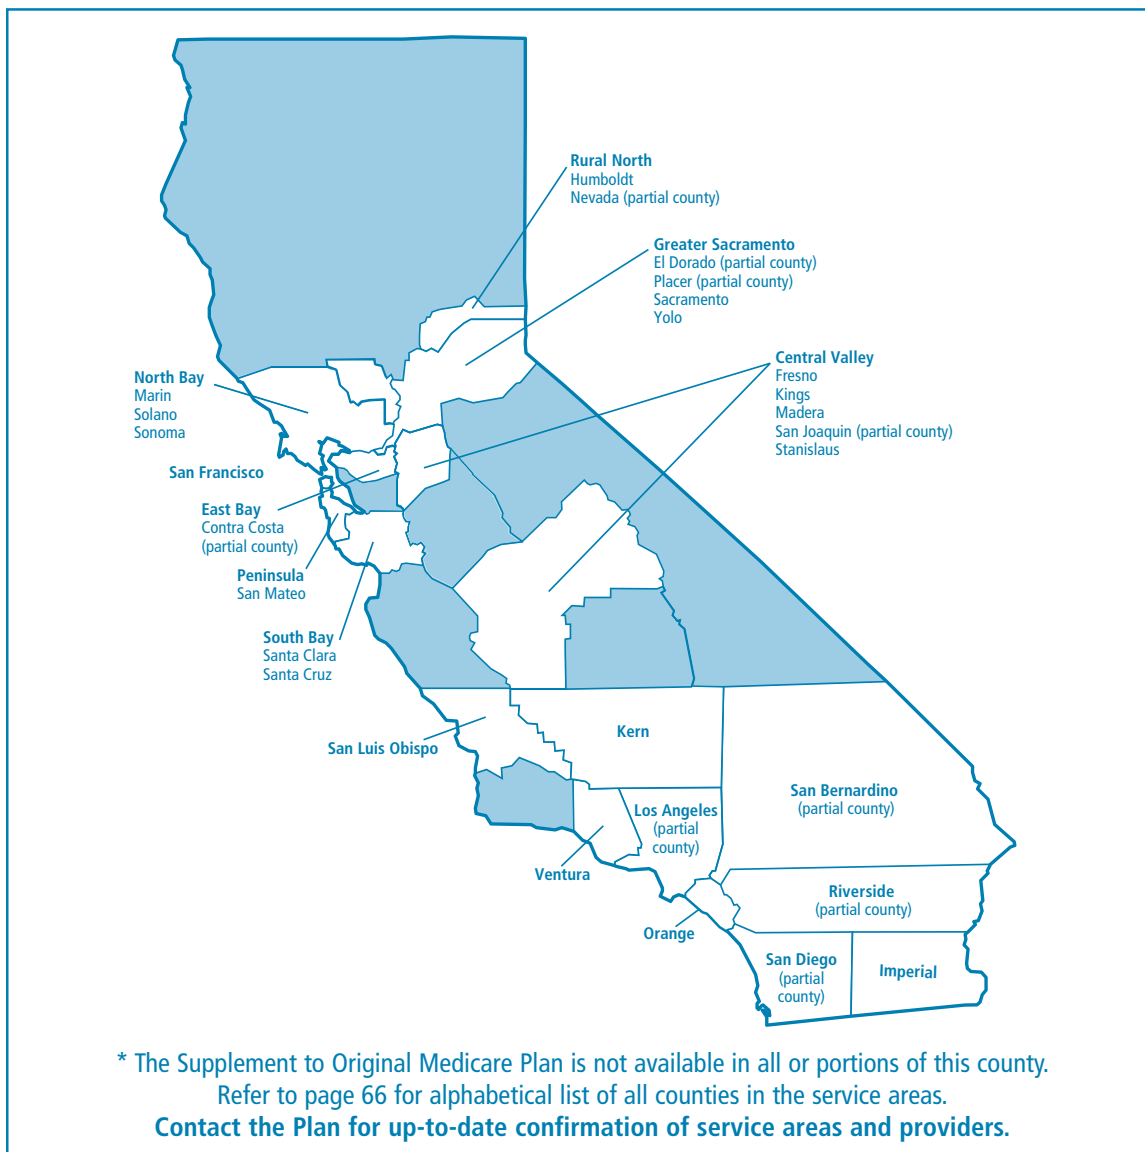 Rural North
Humboldt
Nevada (partial county)
Greater Sacramento
El Dorado (partial county)
Placer (partial county)
Sacramento
Yolo
Central Valley
Fresno
Kings
Madera
San Joaquin (partial county)
Stanislaus
North Bay
Marin
Solano
Sonoma
San Francisco
East Bay
Contra Costa
(partial county)
Peninsula
San Mateo
South Bay
Santa Clara
Santa Cruz
San Luis Obispo
Kern
San Bernardino
(partial county)
Los Angeles
(partial
county)
Ventura
Riverside
(partial county)
Orange
San Diego
(partial
county)
Imperial
* The Supplement to Original Medicare Plan is not available in all or portions of this county.
Refer to page 66 for alphabetical list of all counties in the service areas.
Contact the Plan for up-to-date confirmation of service areas and providers.